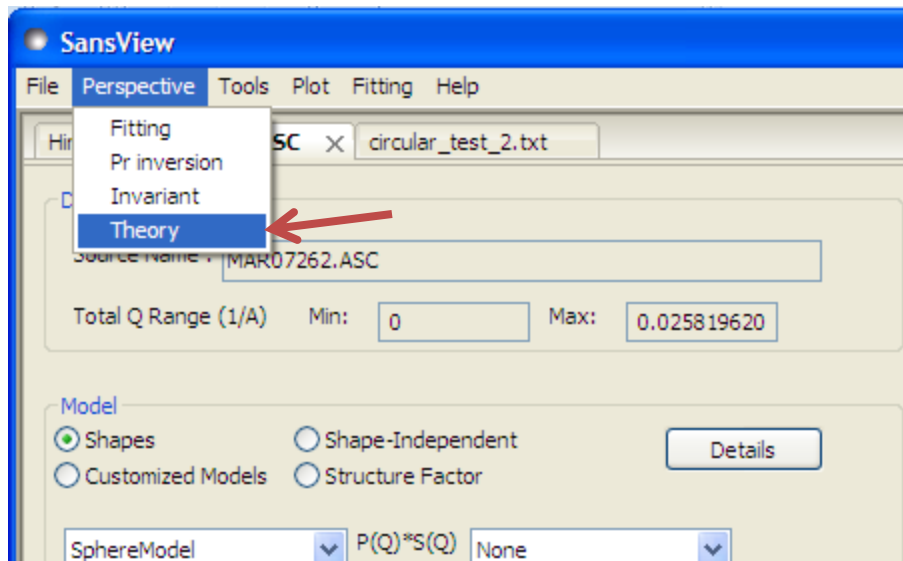 SansView
File Perspective Tools Plot Fitting Help
Fitting
Pr inversion
Invariant
Theory
SC X circular_test_2.txt
Source Name : MAR07262.ASC
Total Q Range (1/A) Min: 0 Max: 0.025819620
Model
Shapes Shape-Independent Details
Customized Models Structure Factor
SphereModel P(Q)*S(Q) None